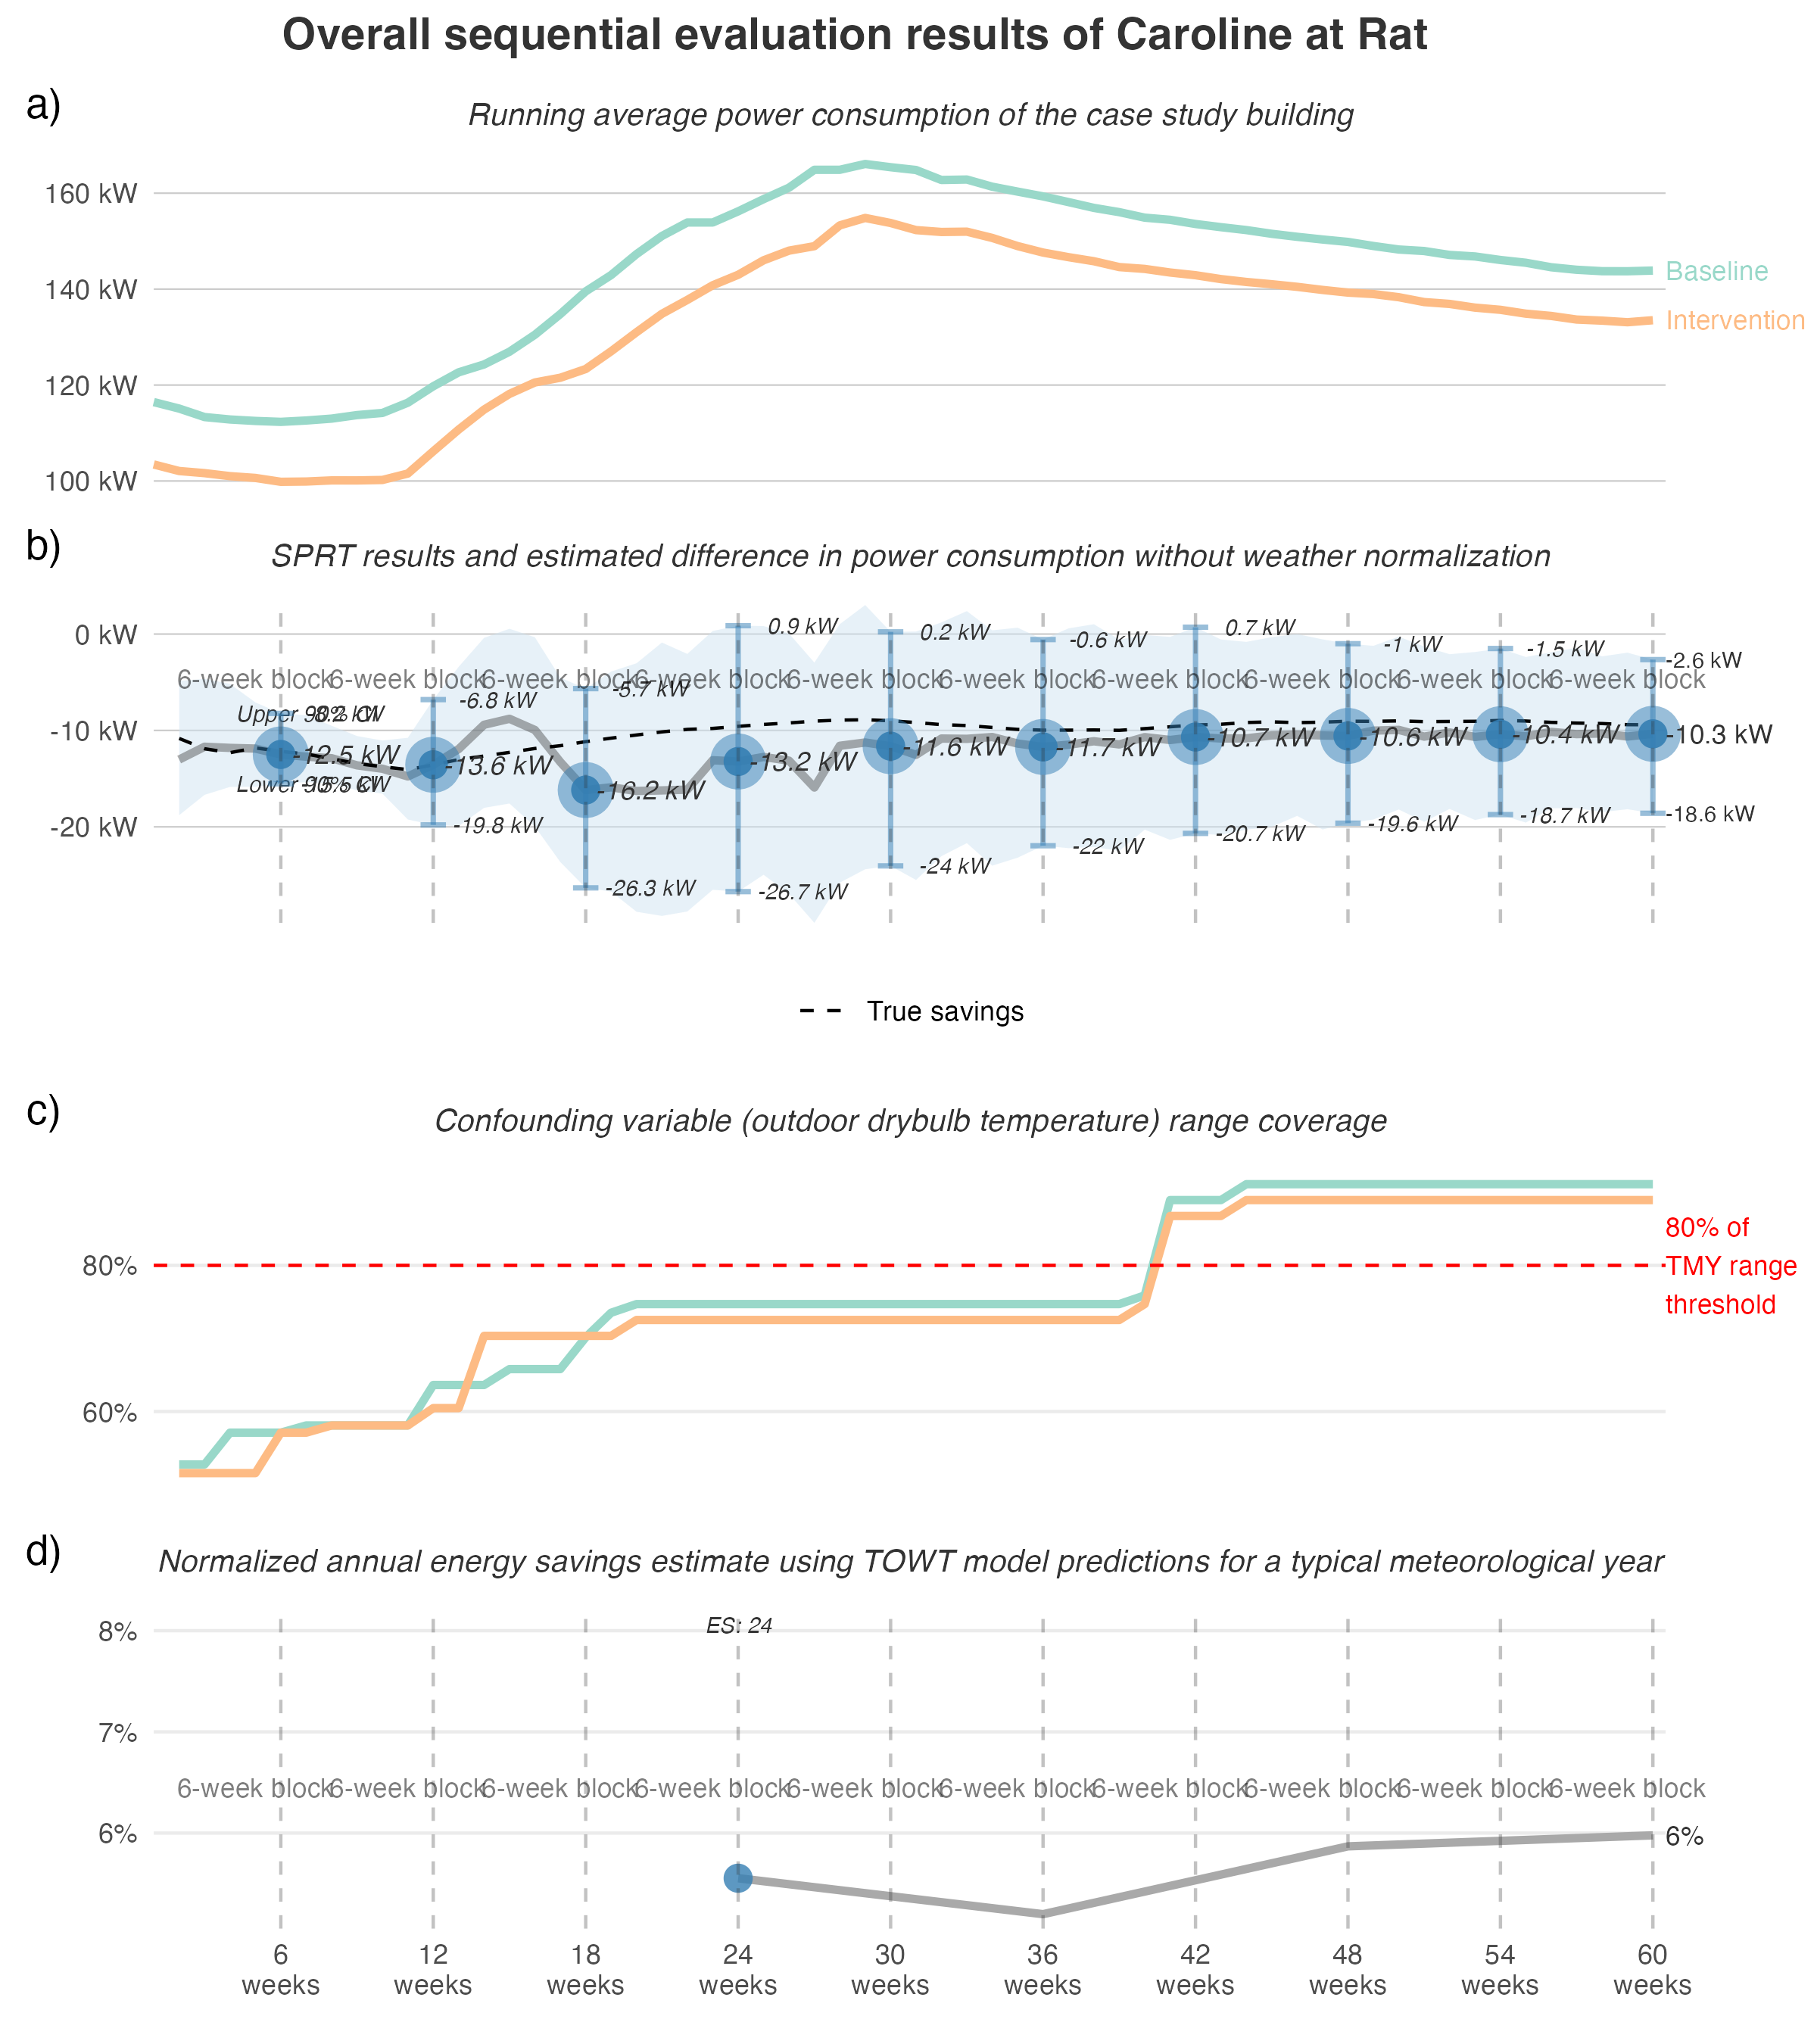 Overall sequential evaluation results of Caroline at Rat
a)
Running average power consumption of the case study building
160 kW
140 kW
120 kW
100 kW
Baseline
Intervention
b)
SPRT results and estimated difference in power consumption without weather normalization
0 kW
-10 kW
-20 kW
0.9 kW
0.2 kW
-0.6 kW
0.7 kW
-1 kW
-1.5 kW
-2.6 kW
6-week block 6-week block 6-week block 6-week block 6-week block 6-week block 6-week block 6-week block 6-week block 6-week block
-5.7 kW
-6.8 kW
Upper 90% CI
-8.2 kW
-12.5 kW
-13.6 kW
-16.2 kW
-13.2 kW
-11.6 kW
-11.7 kW
-10.7 kW
-10.6 kW
-10.4 kW
-10.3 kW
Lower 90% CI
-15.5 kW
-19.8 kW
-26.3 kW
-26.7 kW
-24 kW
-22 kW
-20.7 kW
-19.6 kW
-18.7 kW
-18.6 kW
True savings
c)
Confounding variable (outdoor drybulb temperature) range coverage
80%
60%
80% of
TMY range
threshold
d)
Normalized annual energy savings estimate using TOWT model predictions for a typical meteorological year
8%
7%
6%
ES: 24
6-week block 6-week block 6-week block 6-week block 6-week block 6-week block 6-week block 6-week block 6-week block 6-week block
6%
6 12 18 24 30 36 42 48 54 60
weeks weeks weeks weeks weeks weeks weeks weeks weeks weeks